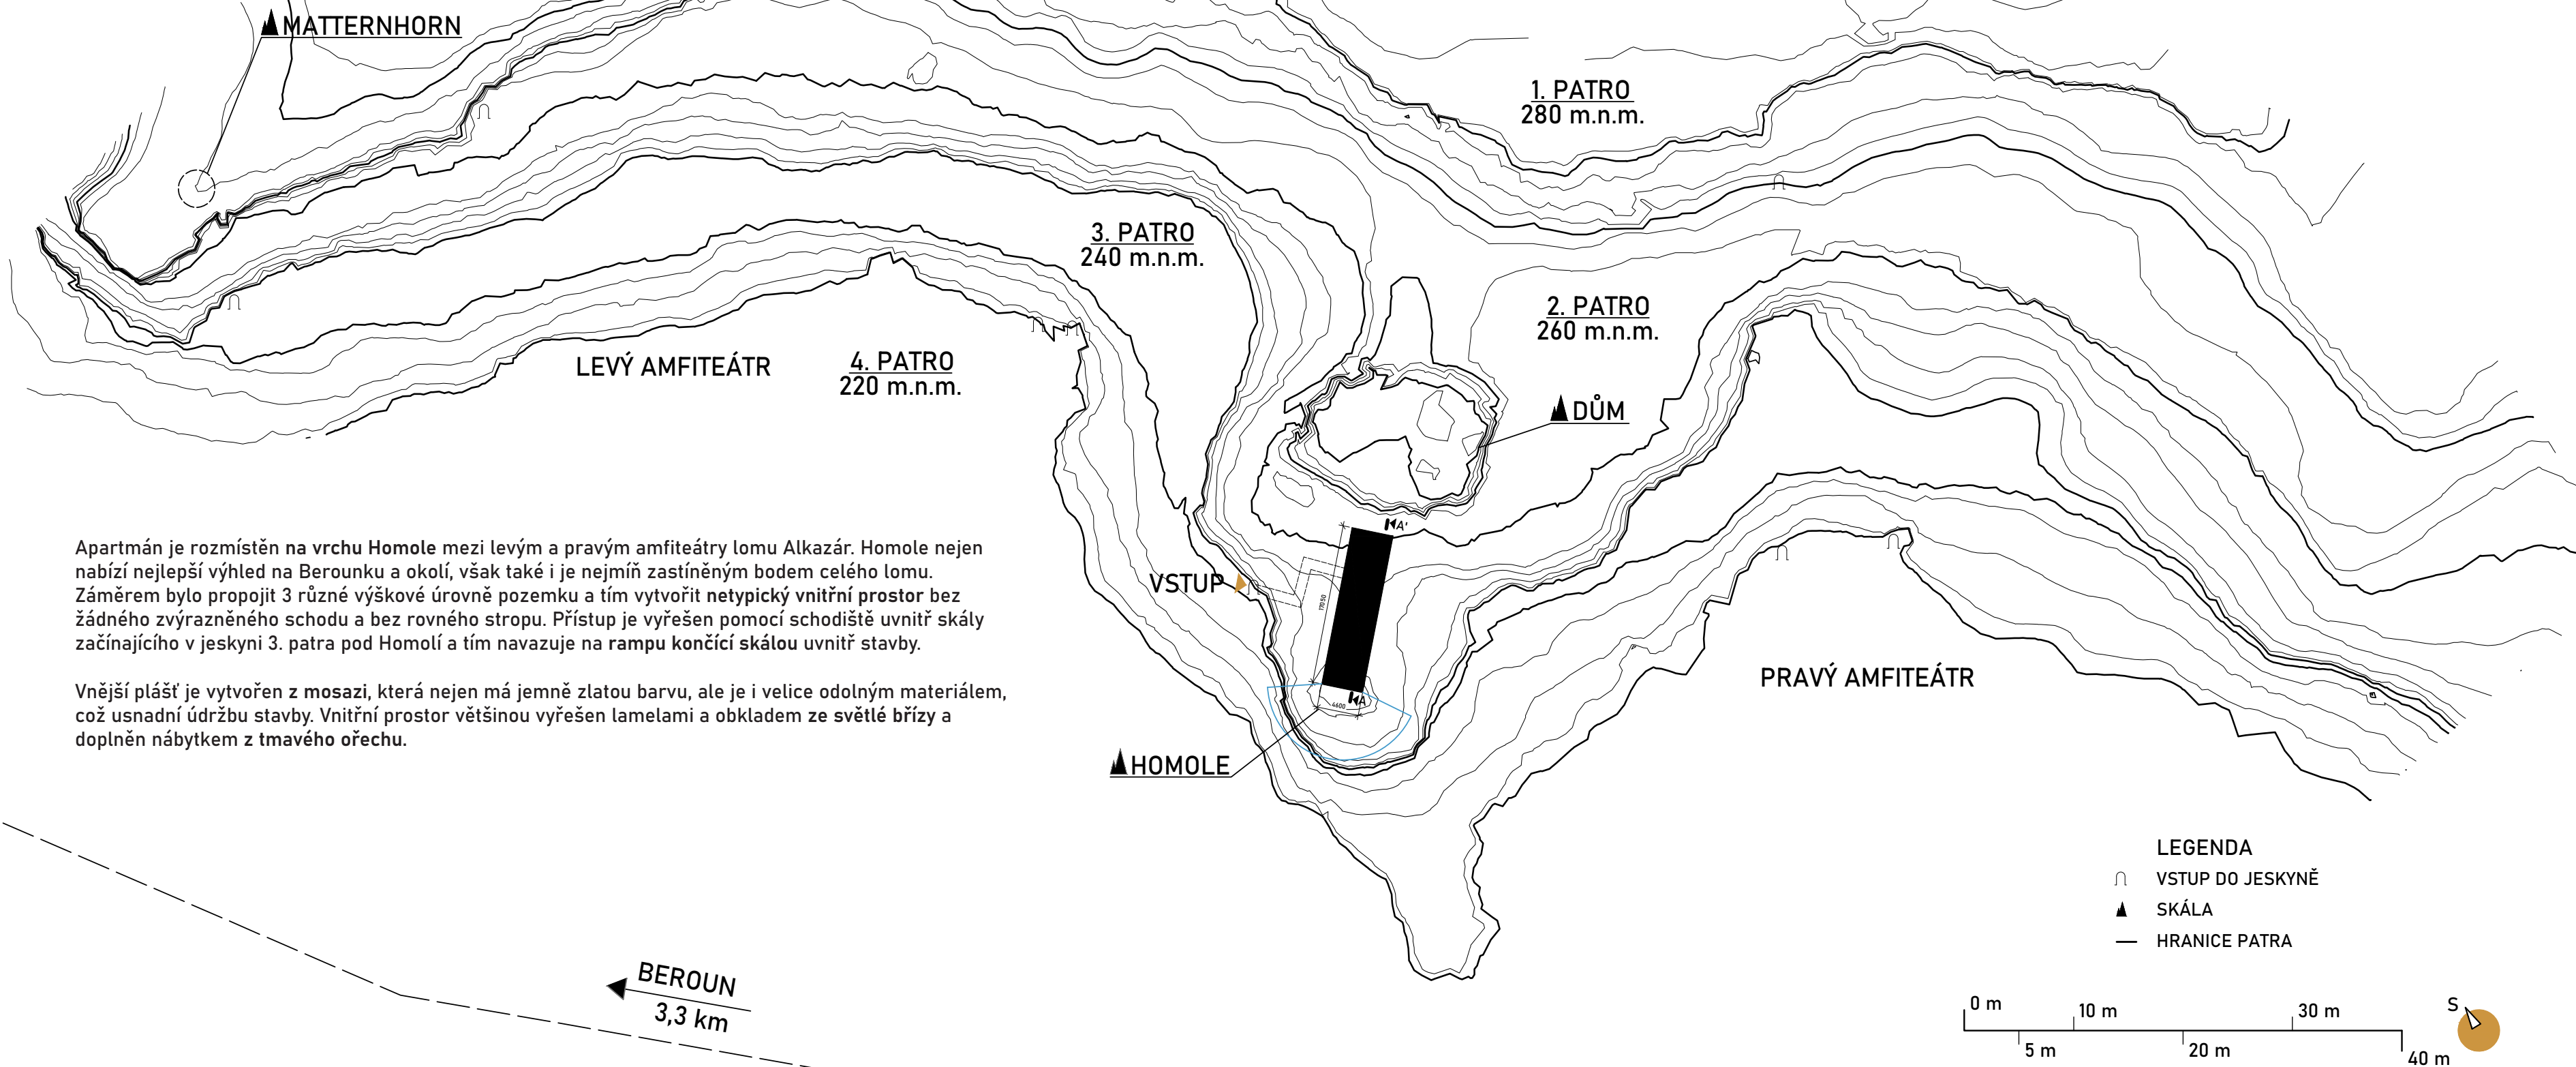 MATTERNHORN
1. PATRO
280 m.n.m.
3. PATRO
240 m.n.m.
2. PATRO
260 m.n.m.
LEVÝ AMFITEÁTR
4. PATRO
220 m.n.m.
DŮM
A'
VSTUP
17050
A
4600
HOMOLE
PRAVÝ AMFITEÁTR
Apartmán je rozmístěn na vrchu Homole mezi levým a pravým amfiteátry lomu Alkazár. Homole nejen
nabízí nejlepší výhled na Berounku a okolí, však také i je nejmíň zastíněným bodem celého lomu.
Záměrem bylo propojit 3 různé výškové úrovně pozemku a tím vytvořit netypický vnitřní prostor bez
žádného zvýrazněného schodu a bez rovného stropu. Přístup je vyřešen pomocí schodiště uvnitř skály
začínajícího v jeskyni 3. patra pod Homolí a tím navazuje na rampu končící skálou uvnitř stavby.
Vnější plášť je vytvořen z mosazi, která nejen má jemně zlatou barvu, ale je i velice odolným materiálem,
což usnadní údržbu stavby. Vnitřní prostor většinou vyřešen lamelami a obkladem ze světlé břízy a
doplněn nábytkem z tmavého ořechu.
BEROUN
3,3 km
LEGENDA
VSTUP DO JESKYNĚ
SKÁLA
HRANICE PATRA
0 m
10 m
30 m
5 m
20 m
40 m
S